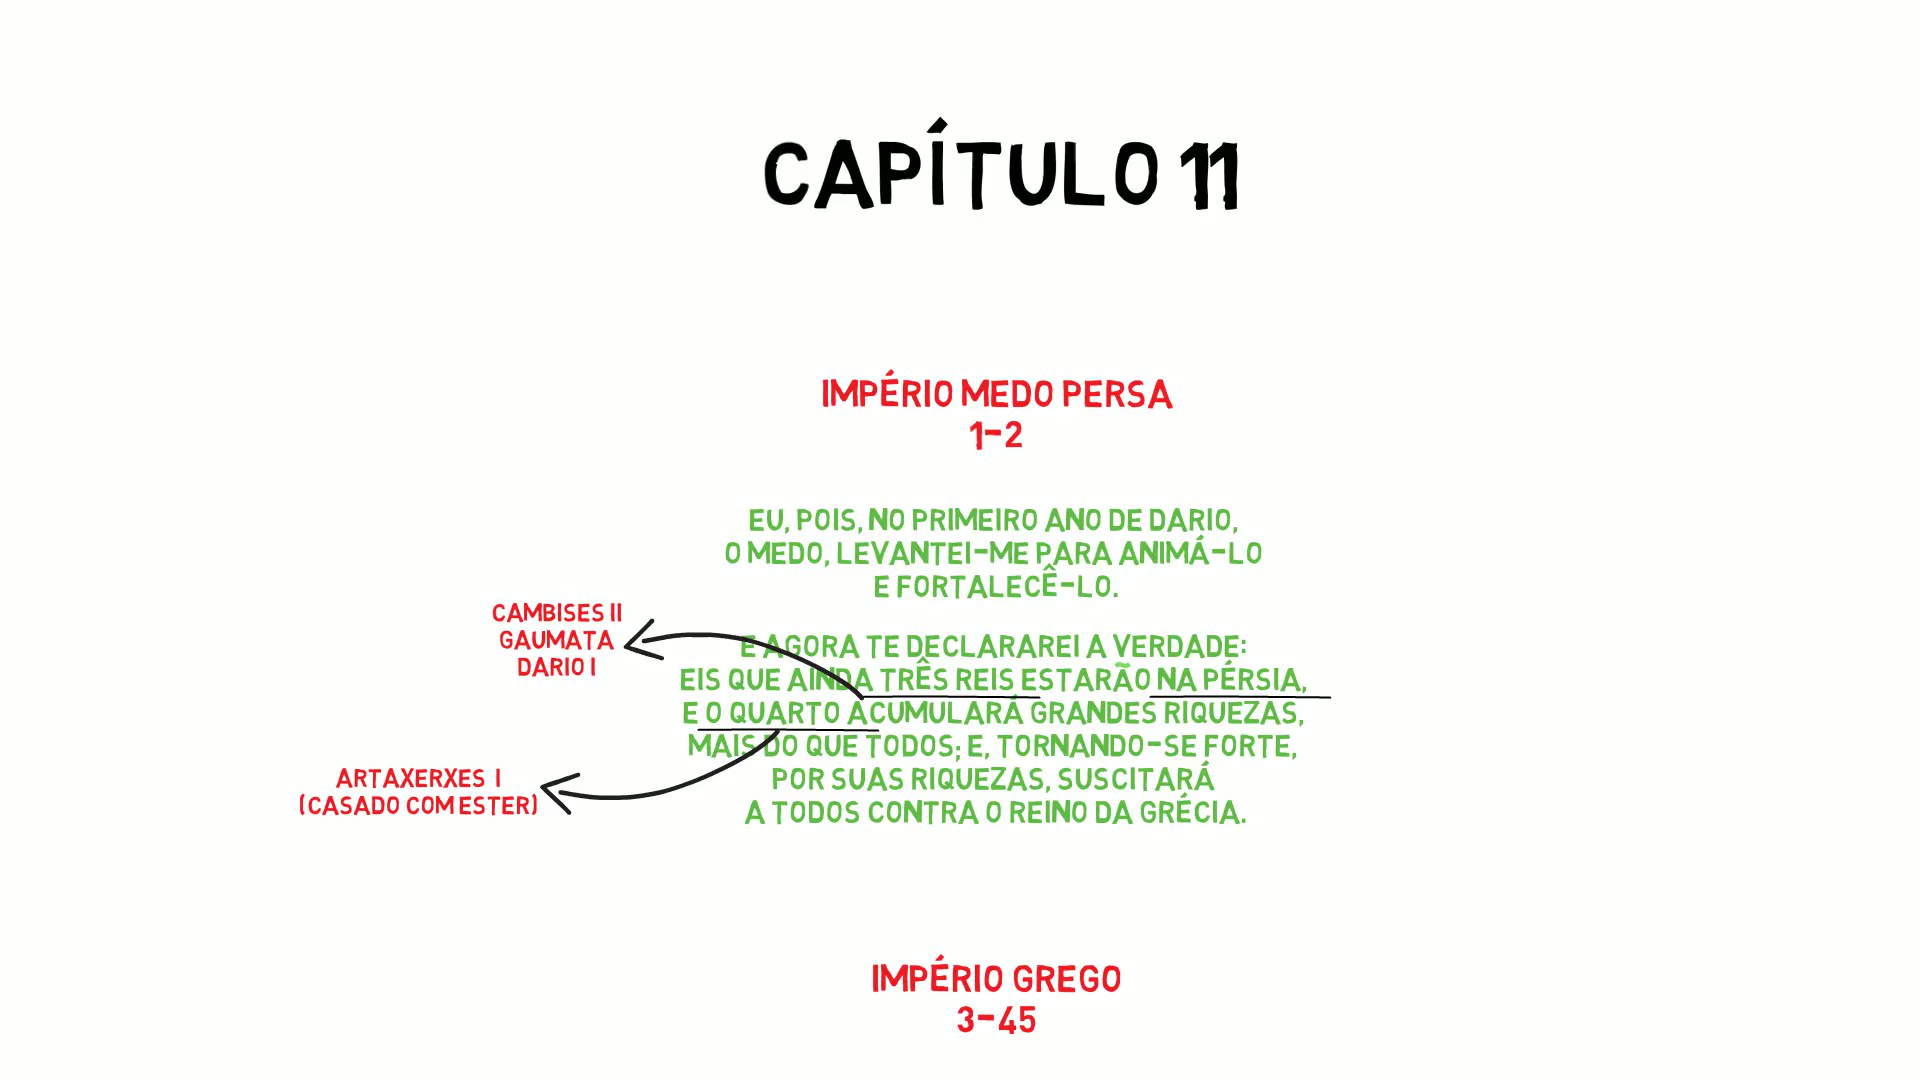 CAPÍTULO 11
IMPÉRIO MEDO PERSA
1-2
EU, POIS, NO PRIMEIRO ANO DE DARIO,
O MEDO, LEVANTEI-ME PARA ANIMÁ-LO
E FORTALECÊ-LO.
CAMBISES II
GAUMATA
DARIO I
E AGORA TE DECLARAREI A VERDADE:
EIS QUE AINDA TRÊS REIS ESTARÃO NA PÉRSIA,
E O QUARTO ACUMULARÁ GRANDES RIQUEZAS,
MAIS DO QUE TODOS; E, TORNANDO-SE FORTE,
POR SUAS RIQUEZAS, SUSCITARÁ
A TODOS CONTRA O REINO DA GRÉCIA.
ARTAXERXES I
(CASADO COM ESTER)
IMPÉRIO GREGO
3-45